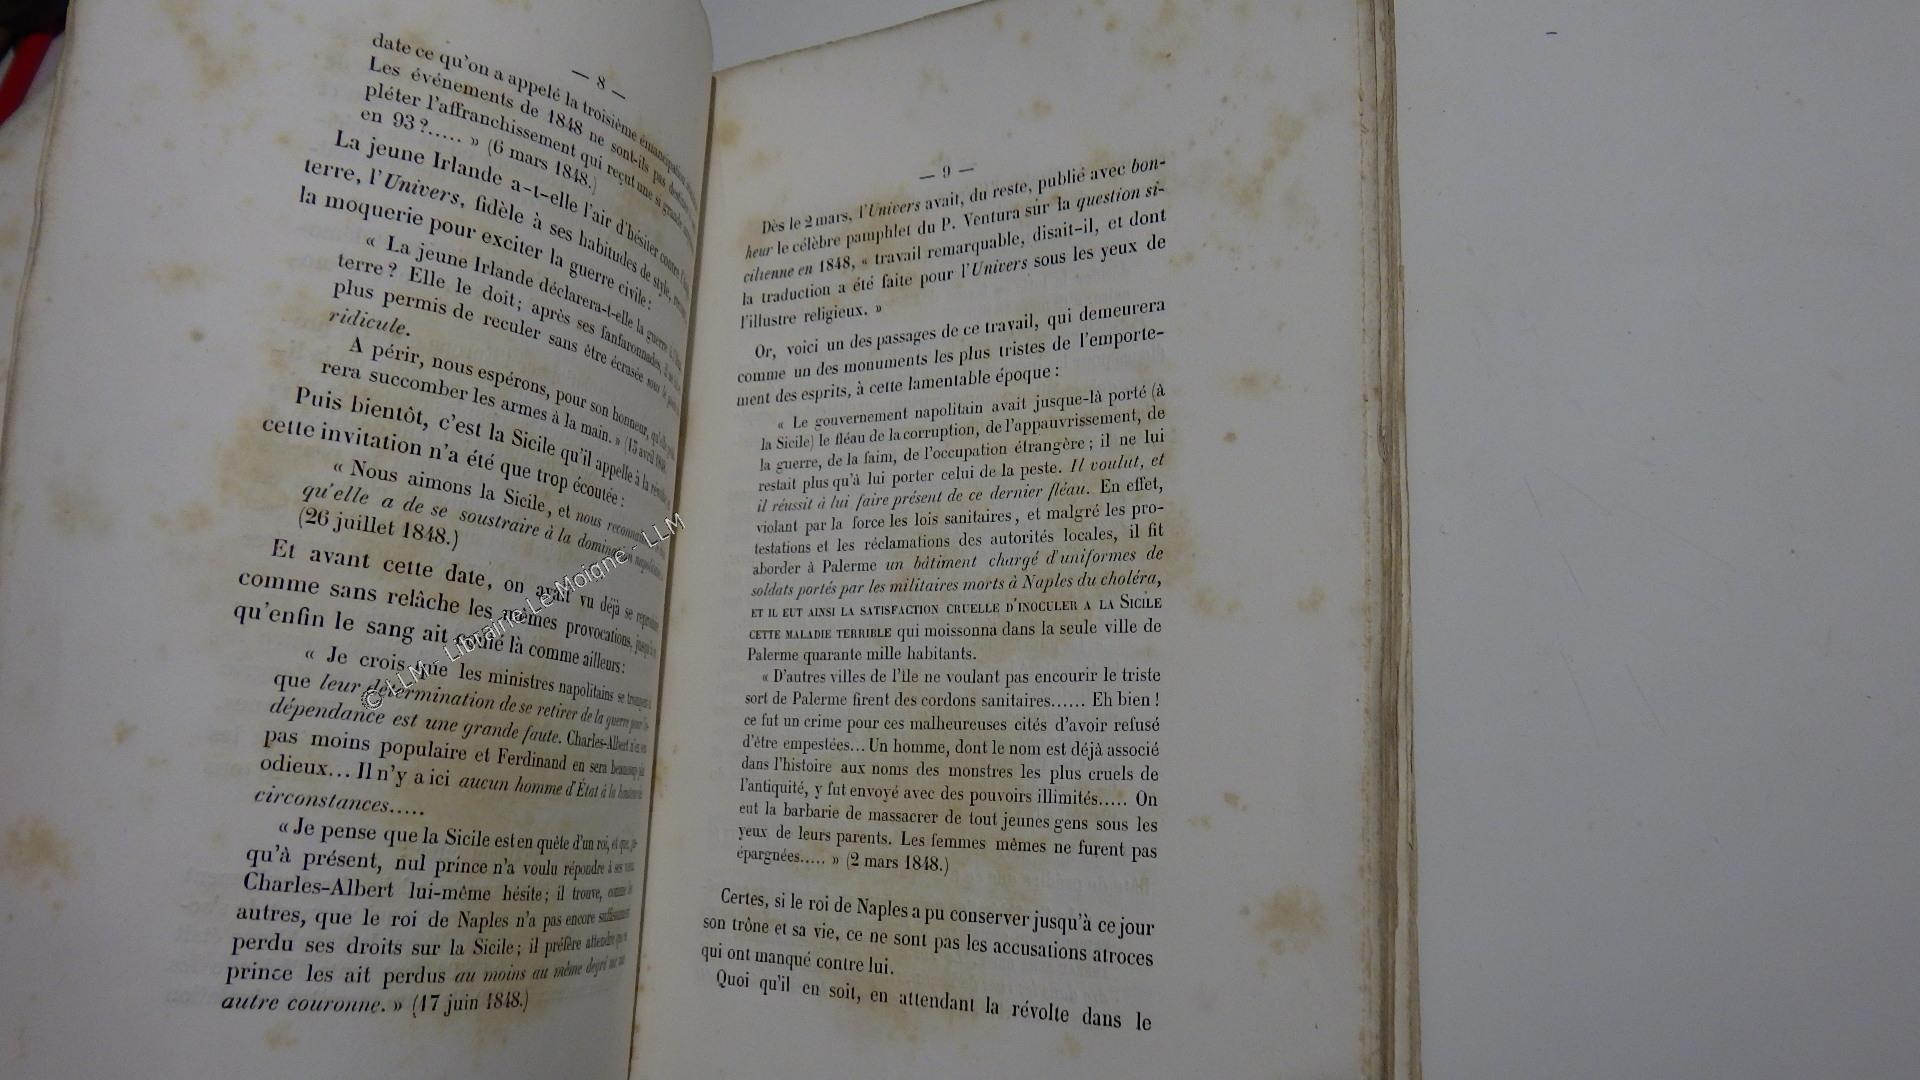 — 8 —
date ce qu'on a appelé la troisième émancipation
Les événements de 1848 ne sont-ils pas destinés
pléter l'affranchissement qui reçut une si grande
en 93 ?..... » (6 mars 1848.)
La jeune Irlande a-t-elle l'air d'hésiter contre
terre, l'Univers, fidèle à ses habitudes de style,
la moquerie pour exciter la guerre civile :
« La jeune Irlande déclarera-t-elle la guerre à
terre ? Elle le doit ; après ses fanfaronnades, il
plus permis de reculer sans être écrasée sous le
ridicule.
A périr, nous espérons, pour son honneur, qu'elle
rera succomber les armes à la main. » (15 avril 1848.
Puis bientôt, c'est la Sicile qu'il appelle à la
cette invitation n'a été que trop écoutée :
« Nous aimons la Sicile, et nous
qu'elle a de se soustraire à la domination
(26 juillet 1848.)
Et avant cette date, on avait vu déjà se
comme sans relâche les mêmes provocations,
qu'enfin le sang ait coulé là comme ailleurs :
« Je crois que les ministres napolitains se
que leur détermination de se retirer de la guerre pour l'in-
dépendance est une grande faute. Charles-Albert
pas moins populaire et Ferdinand en sera beaucoup
odieux... Il n'y a ici aucun homme d'État à la
circonstances.....
« Je pense que la Sicile est en quête d'un roi, et que,
qu'à présent, nul prince n'a voulu répondre à ses
Charles-Albert lui-même hésite ; il trouve, comme
autres, que le roi de Naples n'a pas encore suffisamment
perdu ses droits sur la Sicile ; il préfère attendre
prince les ait perdus au moins au même degré
autre couronne. » (17 juin 1848.)
© LLM - Librairie Le Moigne - LLM
— 9 —
Dès le 2 mars, l'Univers avait, du reste, publié avec bon-
heur le célèbre pamphlet du P. Ventura sur la question si-
cilienne en 1848, « travail remarquable, disait-il, et dont
la traduction a été faite pour l'Univers sous les yeux de
l'illustre religieux. »
Or, voici un des passages de ce travail, qui demeurera
comme un des monuments les plus tristes de l'emporte-
ment des esprits, à cette lamentable époque :
« Le gouvernement napolitain avait jusque-là porté (à
la Sicile) le fléau de la corruption, de l'appauvrissement, de
la guerre, de la faim, de l'occupation étrangère ; il ne lui
restait plus qu'à lui porter celui de la peste. Il voulut, et
il réussit à lui faire présent de ce dernier fléau. En effet,
violant par la force les lois sanitaires, et malgré les pro-
testations et les réclamations des autorités locales, il fit
aborder à Palerme un bâtiment chargé d'uniformes de
soldats portés par les militaires morts à Naples du choléra,
ET IL EUT AINSI LA SATISFACTION CRUELLE D'INOCULER A LA SICILE
CETTE MALADIE TERRIBLE qui moissonna dans la seule ville de
Palerme quarante mille habitants.
« D'autres villes de l'île ne voulant pas encourir le triste
sort de Palerme firent des cordons sanitaires...... Eh bien !
ce fut un crime pour ces malheureuses cités d'avoir refusé
d'être empestées... Un homme, dont le nom est déjà associé
dans l'histoire aux noms des monstres les plus cruels de
l'antiquité, y fut envoyé avec des pouvoirs illimités..... On
eut la barbarie de massacrer de tout jeunes gens sous les
yeux de leurs parents. Les femmes mêmes ne furent pas
épargnées..... » (2 mars 1848.)
Certes, si le roi de Naples a pu conserver jusqu'à ce jour
son trône et sa vie, ce ne sont pas les accusations atroces
qui ont manqué contre lui.
Quoi qu'il en soit, en attendant la révolte dans le